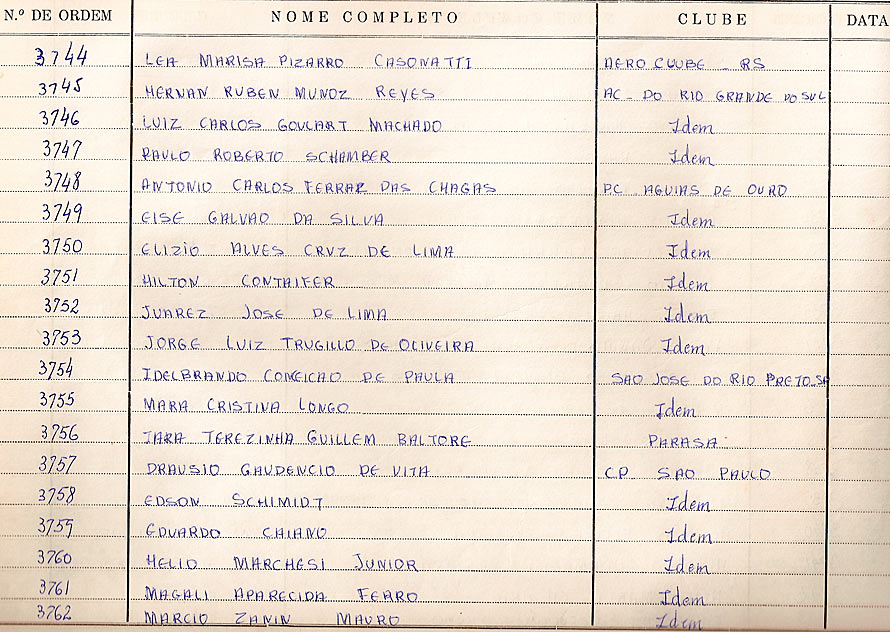 N.º DE ORDEM NOME COMPLETO CLUBE DATA
3744 LEA MARISA PIZARRO CASONATTI AERO CLUBE - RS
3745 HERNAN RUBEN MUNOZ REYES AC - DO RIO GRANDE DO SUL
3746 LUIZ CARLOS GOULART MACHADO Idem
3747 PAULO ROBERTO SCHAMBER Idem
3748 ANTONIO CARLOS FERRAZ DAS CHAGAS PC AGUIAS DE OURO
3749 EISE GALVAO DA SILVA Idem
3750 ELIZIO ALVES CRUZ DE LIMA Idem
3751 HILTON CONTRIFER Idem
3752 JUAREZ JOSE DE LIMA Idem
3753 JORGE LUIZ TRUGILLO DE OLIVEIRA Idem
3754 IDELBRANDO CONCEICAO DE PAULA SAO JOSE DO RIO PRETO-SP
3755 MARA CRISTINA LONGO Idem
3756 IARA TEREZINHA GUILLEM BALTORE PARASA
3757 DRAUSIO GAUDENCIO DE VITA CP SAO PAULO
3758 EDSON SCHIMIDT Idem
3759 EDUARDO CAIANO Idem
3760 HELIO MARCHESI JUNIOR Idem
3761 MAGALI APARECIDA FERRO Idem
3762 MARCIO ZANIN MAURO Idem